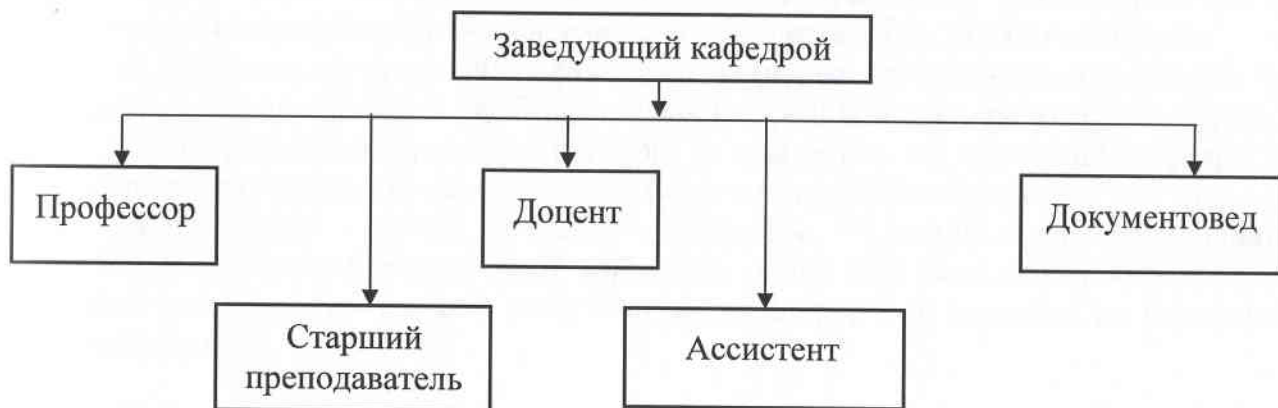 Заведующий кафедрой
Профессор
Доцент
Документовед
Старший
преподаватель
Ассистент